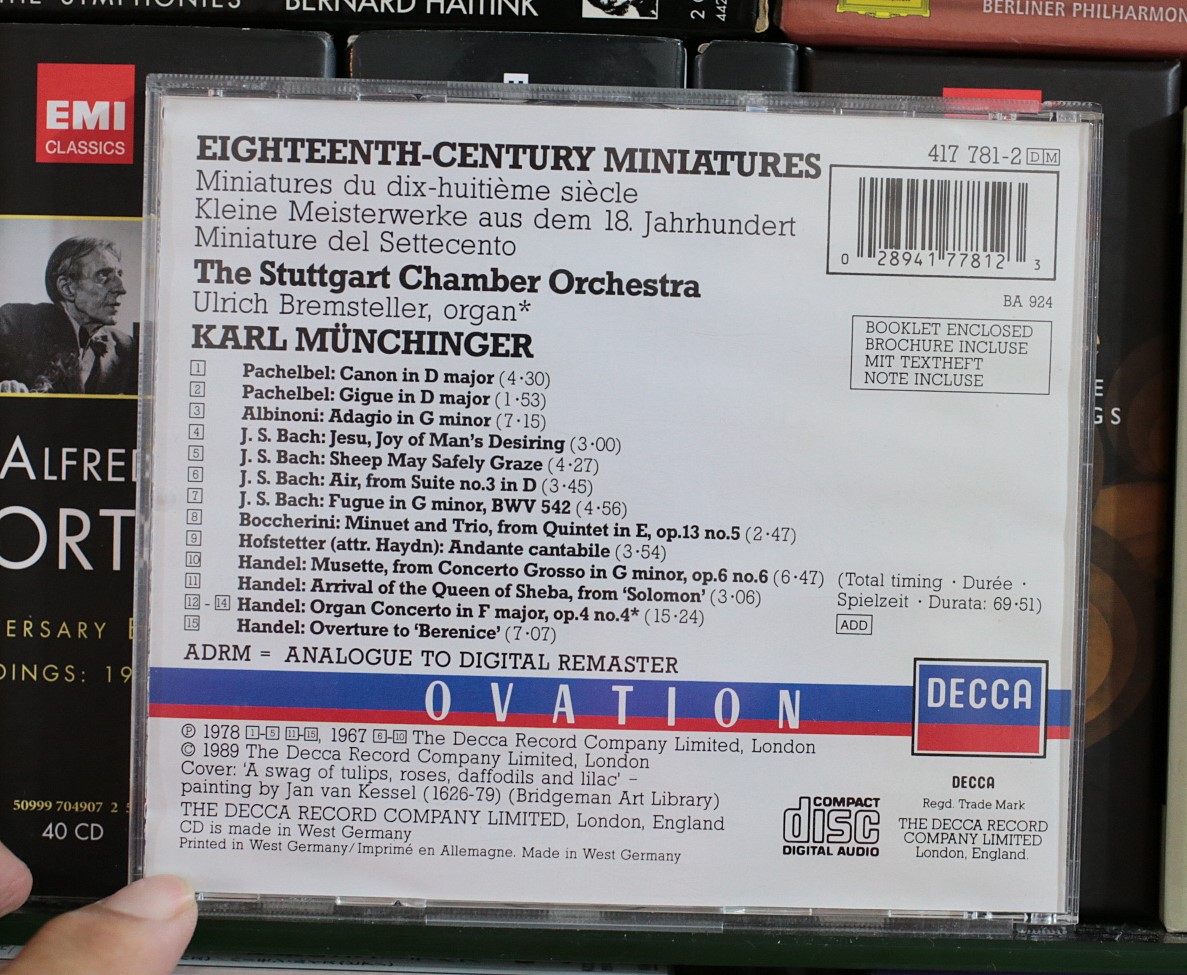 THE SYMPHONIES BERNARD HAITINK
BERLINER PHILHARMON
EMI
CLASSICS
ALFRE
ORT
ERSARY E
DINGS: 19
50999 704907 2 5
40 CD
GS
EIGHTEENTH-CENTURY MINIATURES
Miniatures du dix-huitième siècle
Kleine Meisterwerke aus dem 18. Jahrhundert
Miniature del Settecento
The Stuttgart Chamber Orchestra
Ulrich Bremsteller, organ*
KARL MÜNCHINGER
417 781-2 DM
0 28941 77812 3
BA 924
BOOKLET ENCLOSED
BROCHURE INCLUSE
MIT TEXTHEFT
NOTE INCLUSE
1 Pachelbel: Canon in D major (4·30)
2 Pachelbel: Gigue in D major (1·53)
3 Albinoni: Adagio in G minor (7·15)
4 J. S. Bach: Jesu, Joy of Man's Desiring (3·00)
5 J. S. Bach: Sheep May Safely Graze (4·27)
6 J. S. Bach: Air, from Suite no.3 in D (3·45)
7 J. S. Bach: Fugue in G minor, BWV 542 (4·56)
8 Boccherini: Minuet and Trio, from Quintet in E, op.13 no.5 (2·47)
9 Hofstetter (attr. Haydn): Andante cantabile (3·54)
10 Handel: Musette, from Concerto Grosso in G minor, op.6 no.6 (6·47)
11 Handel: Arrival of the Queen of Sheba, from 'Solomon' (3·06)
12 - 14 Handel: Organ Concerto in F major, op.4 no.4* (15·24)
15 Handel: Overture to 'Berenice' (7·07)
(Total timing · Durée ·
Spielzeit · Durata: 69·51)
ADD
ADRM = ANALOGUE TO DIGITAL REMASTER
OVATION
DECCA
℗ 1978 1-5 11-15, 1967 6-10 The Decca Record Company Limited, London
© 1989 The Decca Record Company Limited, London
Cover: 'A swag of tulips, roses, daffodils and lilac' –
painting by Jan van Kessel (1626-79) (Bridgeman Art Library)
THE DECCA RECORD COMPANY LIMITED, London, England
CD is made in West Germany
Printed in West Germany/Imprimé en Allemagne. Made in West Germany
COMPACT
disc
DIGITAL AUDIO
DECCA
Regd. Trade Mark
THE DECCA RECORD
COMPANY LIMITED
London, England.